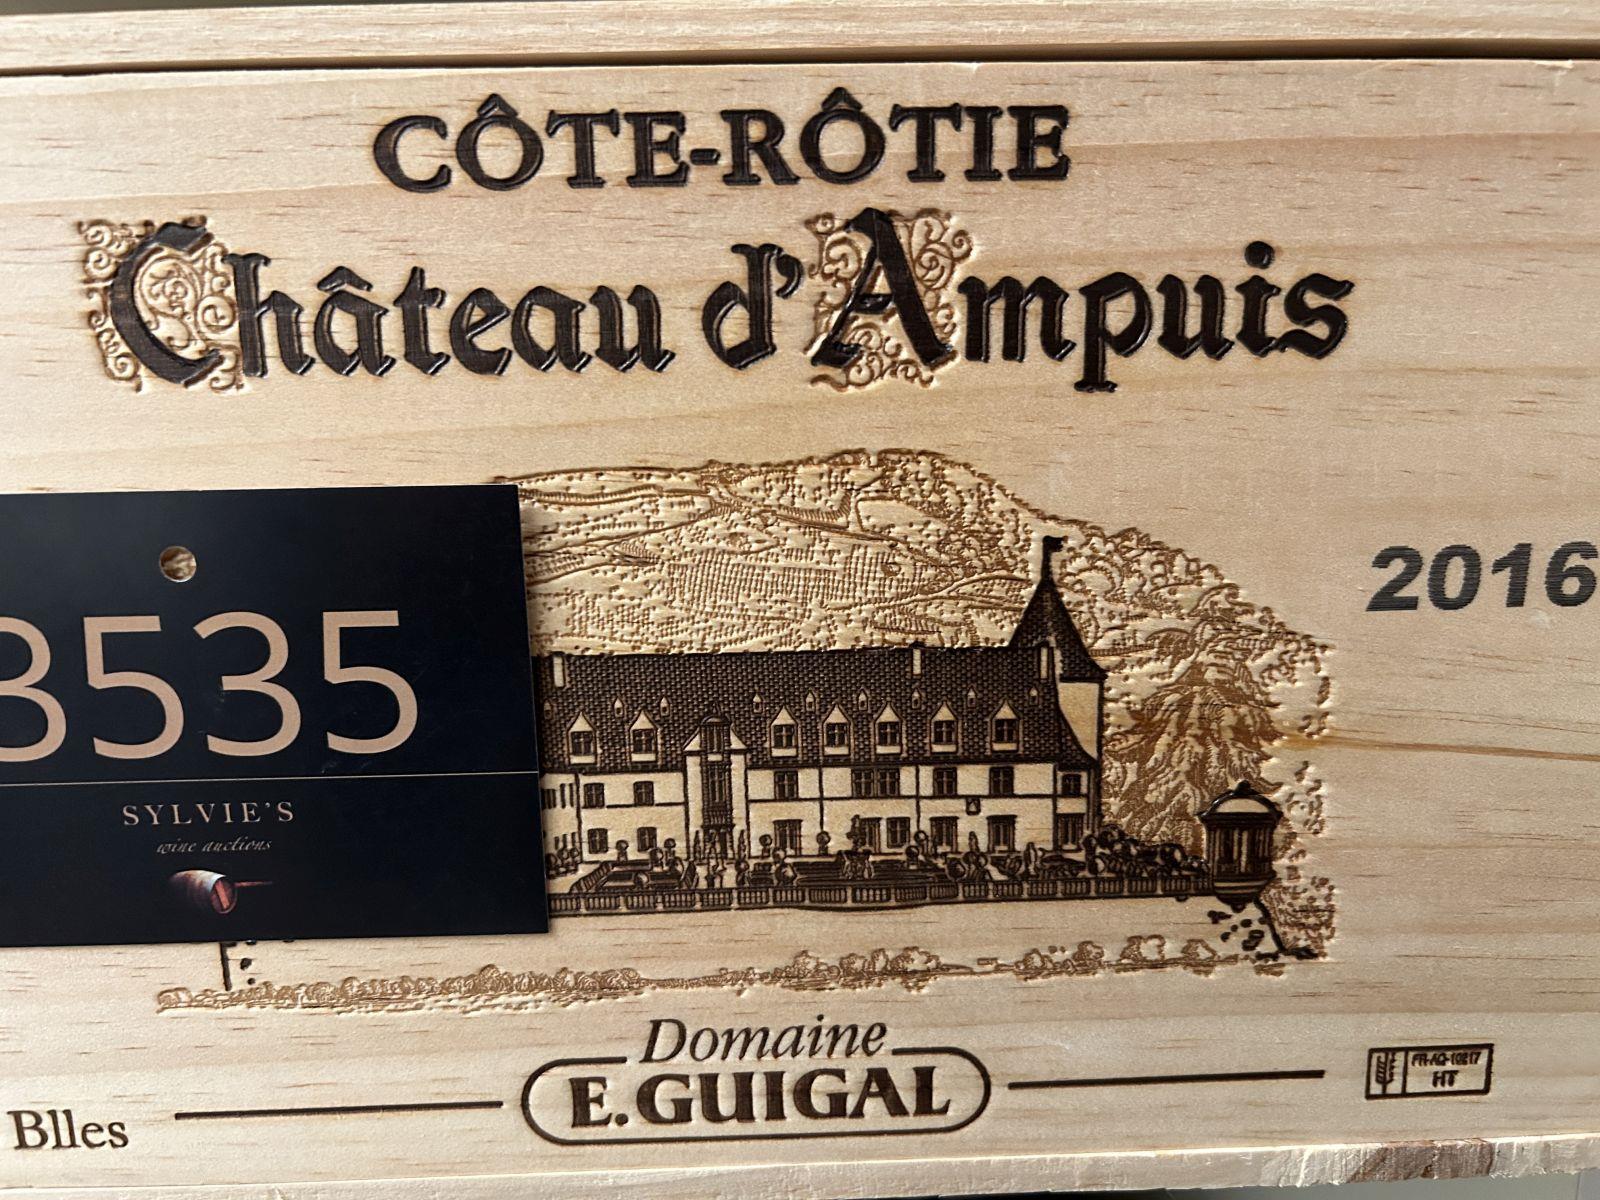 CÔTE-RÔTIE
Château d'Ampuis
2016
3535
SYLVIE'S
wine auctions
Domaine
E.GUIGAL
Blles
FR-AQ-10217
HT